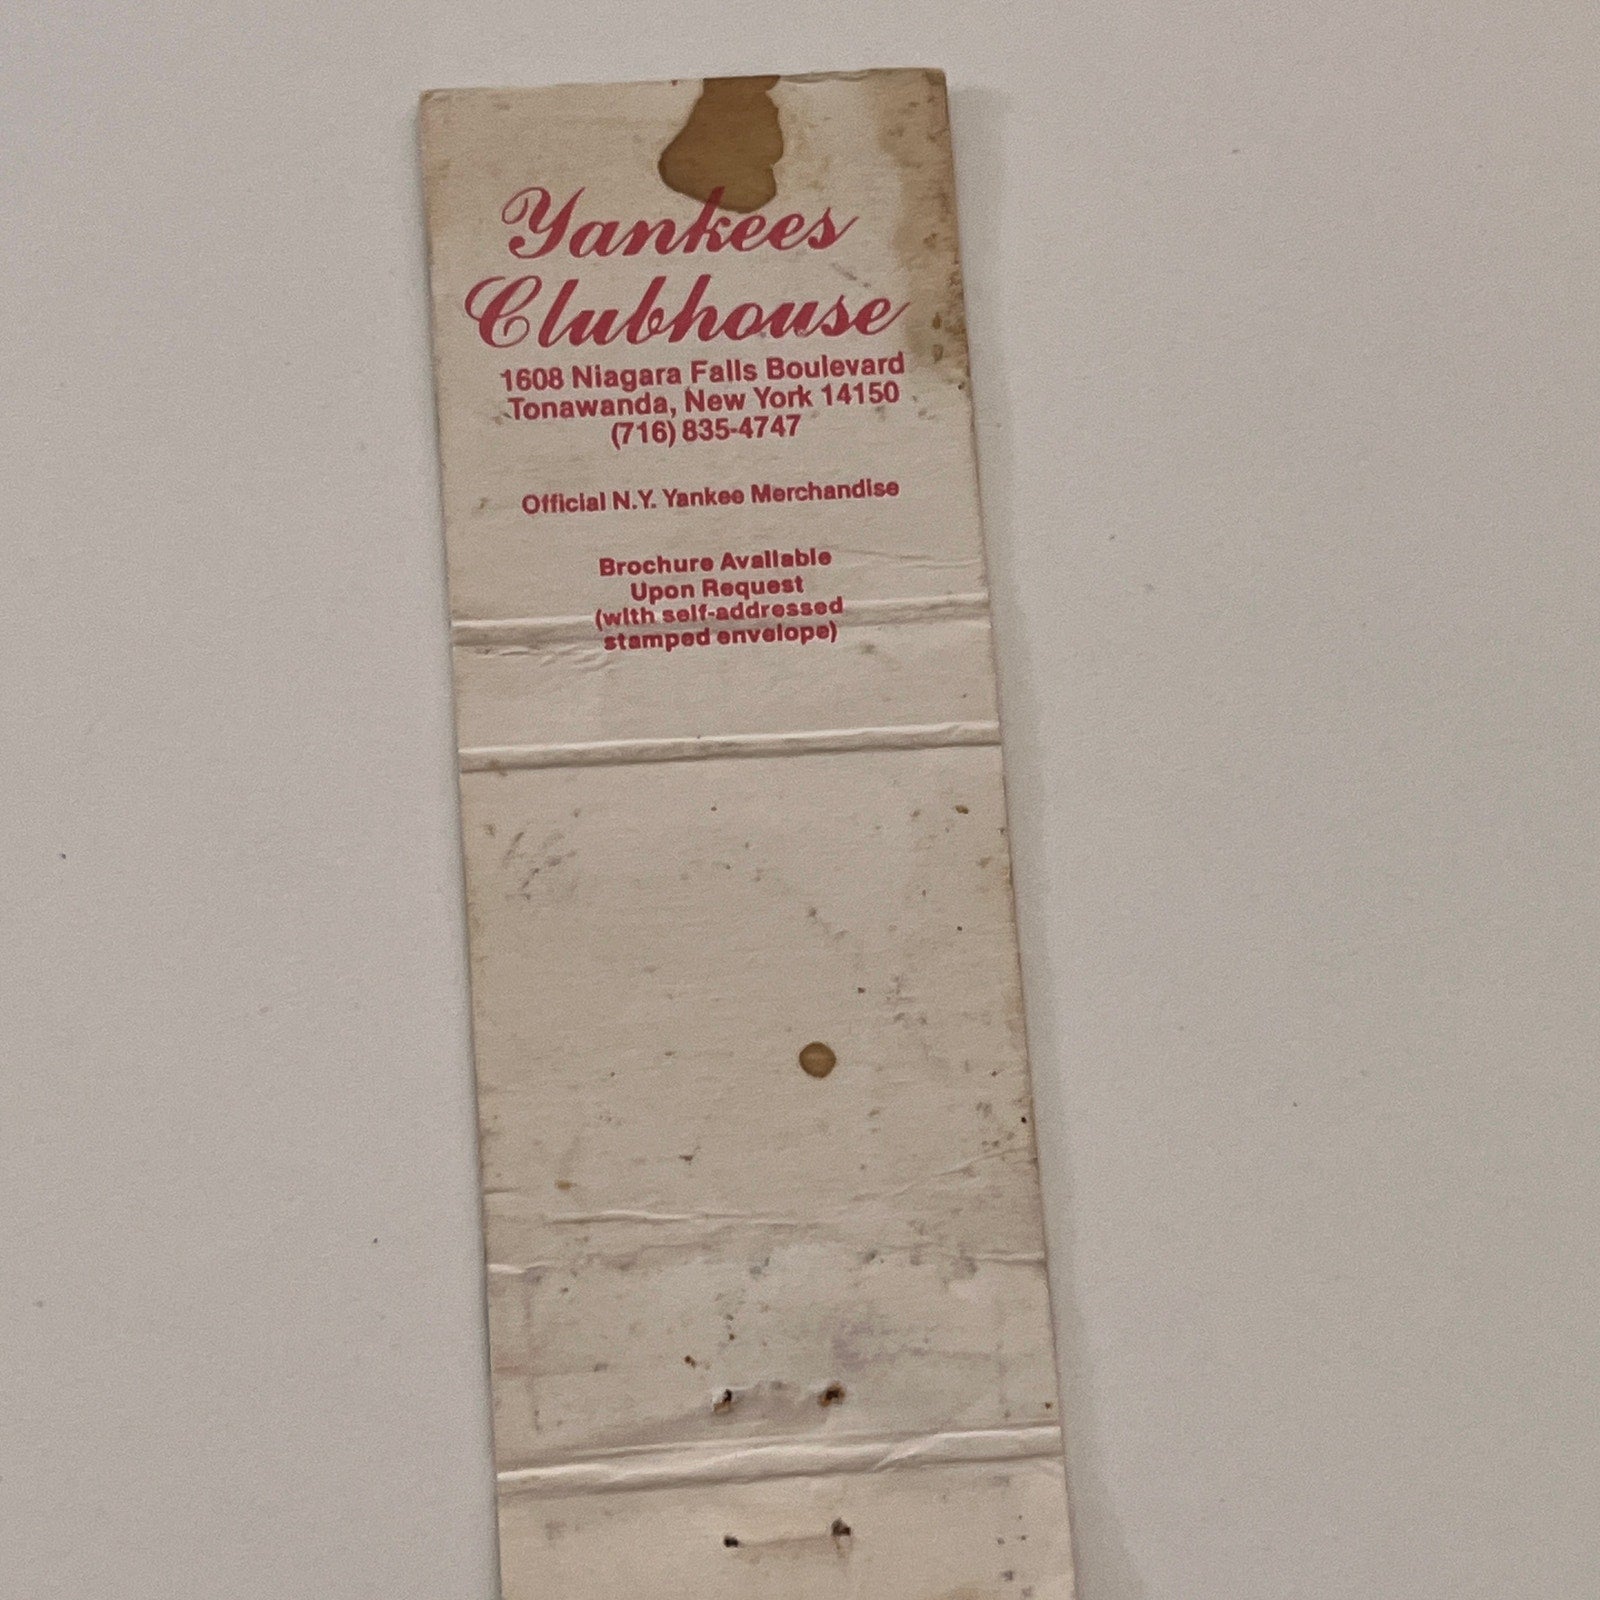 Yankees
Clubhouse
1608 Niagara Falls Boulevard
Tonawanda, New York 14150
(716) 835-4747
Official N.Y. Yankee Merchandise
Brochure Available
Upon Request
(with self-addressed
stamped envelope)